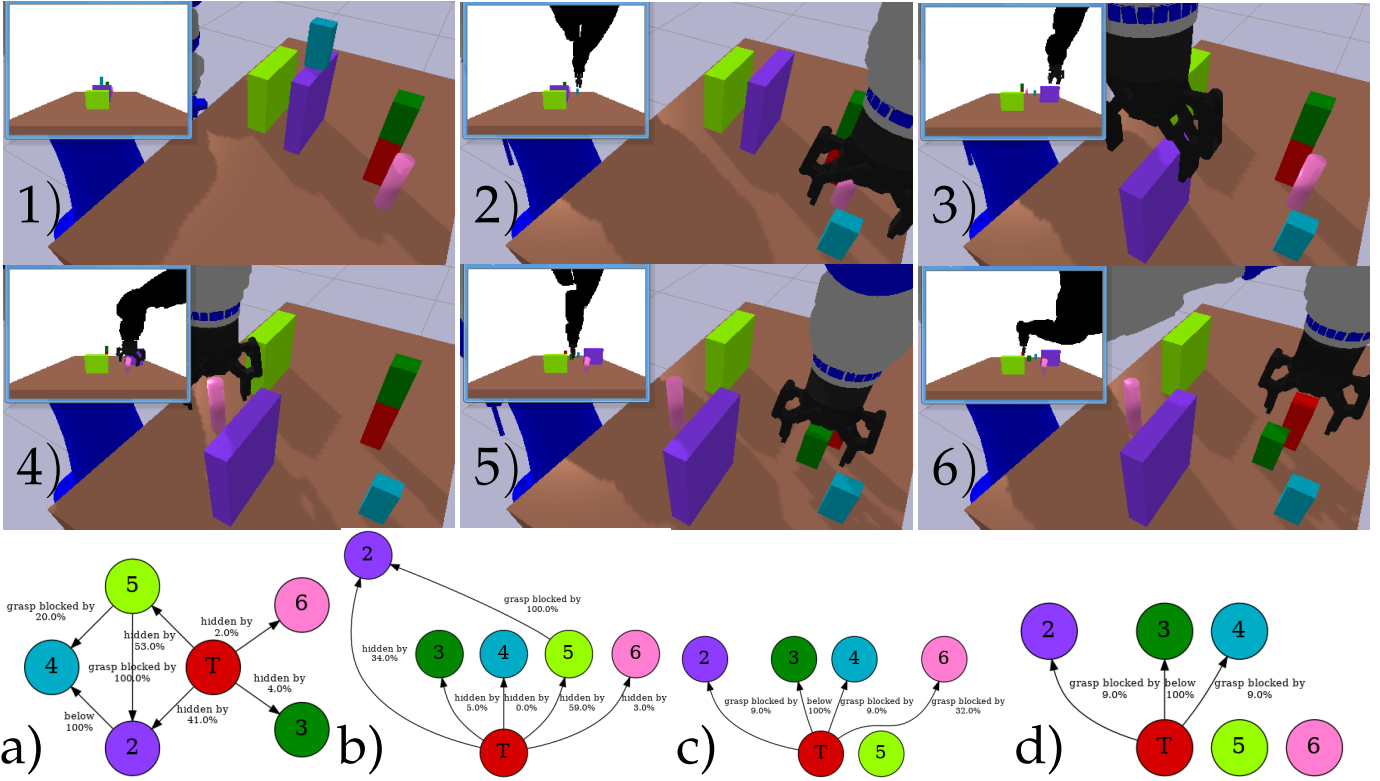 1)
2)
3)
4)
5)
6)
a)
5
grasp blocked by
20.0%
hidden by
53.0%
hidden by
2.0%
6
4
grasp blocked by
100.0%
T
below
100%
hidden by
41.0%
hidden by
4.0%
2
3
b)
2
grasp blocked by
100.0%
hidden by
34.0%
3
4
5
6
hidden by
5.0%
hidden by
0.0%
hidden by
59.0%
hidden by
3.0%
T
c)
2
3
4
6
grasp blocked by
9.0%
below
100%
grasp blocked by
9.0%
grasp blocked by
32.0%
T
5
d)
2
3
4
grasp blocked by
9.0%
below
100%
grasp blocked by
9.0%
T
5
6